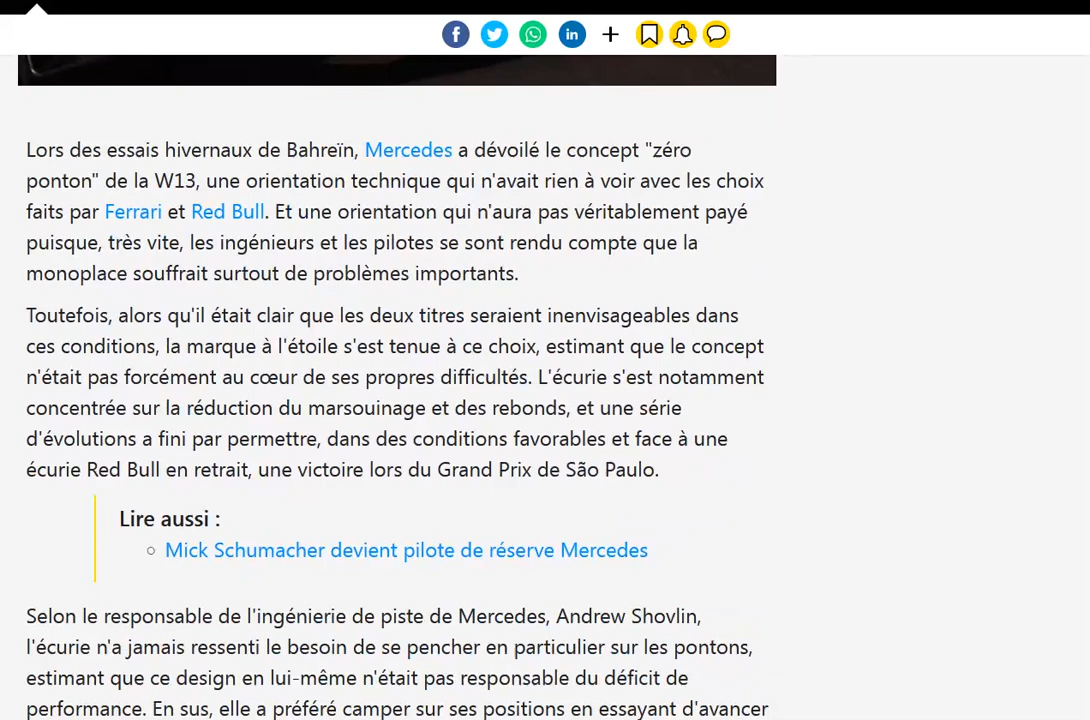 Lors des essais hivernaux de Bahreïn, Mercedes a dévoilé le concept "zéro
ponton" de la W13, une orientation technique qui n'avait rien à voir avec les choix
faits par Ferrari et Red Bull. Et une orientation qui n'aura pas véritablement payé
puisque, très vite, les ingénieurs et les pilotes se sont rendu compte que la
monoplace souffrait surtout de problèmes importants.
Toutefois, alors qu'il était clair que les deux titres seraient inenvisageables dans
ces conditions, la marque à l'étoile s'est tenue à ce choix, estimant que le concept
n'était pas forcément au cœur de ses propres difficultés. L'écurie s'est notamment
concentrée sur la réduction du marsouinage et des rebonds, et une série
d'évolutions a fini par permettre, dans des conditions favorables et face à une
écurie Red Bull en retrait, une victoire lors du Grand Prix de São Paulo.
Lire aussi :
Mick Schumacher devient pilote de réserve Mercedes
Selon le responsable de l'ingénierie de piste de Mercedes, Andrew Shovlin,
l'écurie n'a jamais ressenti le besoin de se pencher en particulier sur les pontons,
estimant que ce design en lui-même n'était pas responsable du déficit de
performance. En sus, elle a préféré camper sur ses positions en essayant d'avancer